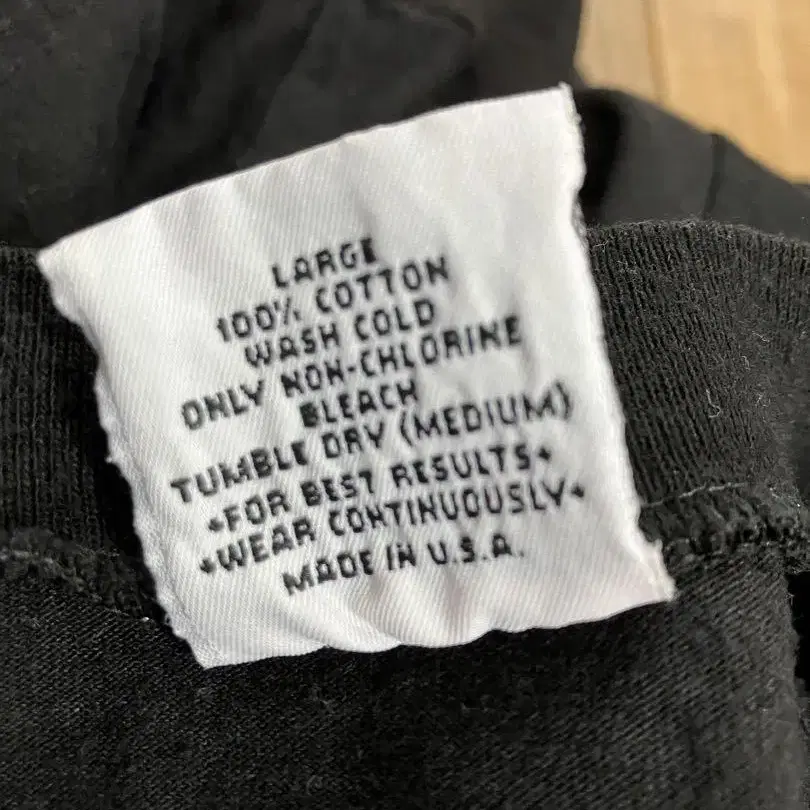 LARGE
100% COTTON
WASH COLD
ONLY NON-CHLORINE
BLEACH
TUMBLE DRY (MEDIUM)
•FOR BEST RESULTS•
•WEAR CONTINUOUSLY•
MADE IN U.S.A.